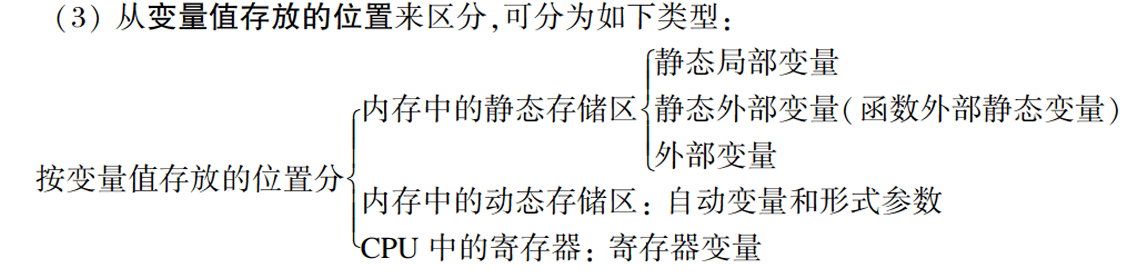 (3) 从变量值存放的位置来区分,可分为如下类型:
静态局部变量
内存中的静态存储区 静态外部变量(函数外部静态变量)
外部变量
按变量值存放的位置分
内存中的动态存储区: 自动变量和形式参数
CPU 中的寄存器: 寄存器变量